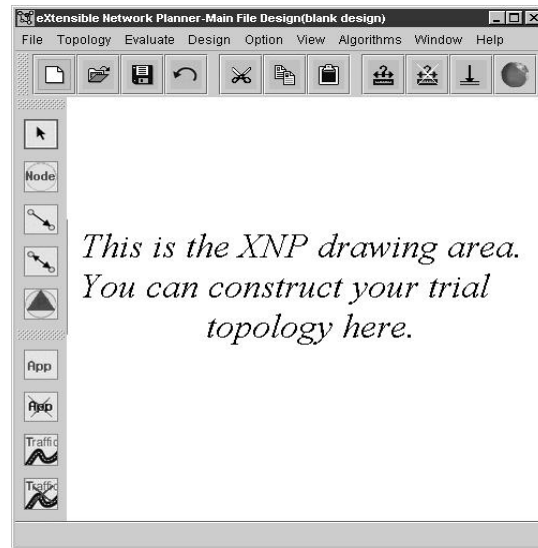 eXtensible Network Planner-Main File Design(blank design)
File Topology Evaluate Design Option View Algorithms Window Help
Node
This is the XNP drawing area.
You can construct your trial
topology here.
App
App
Traffic
Traffic